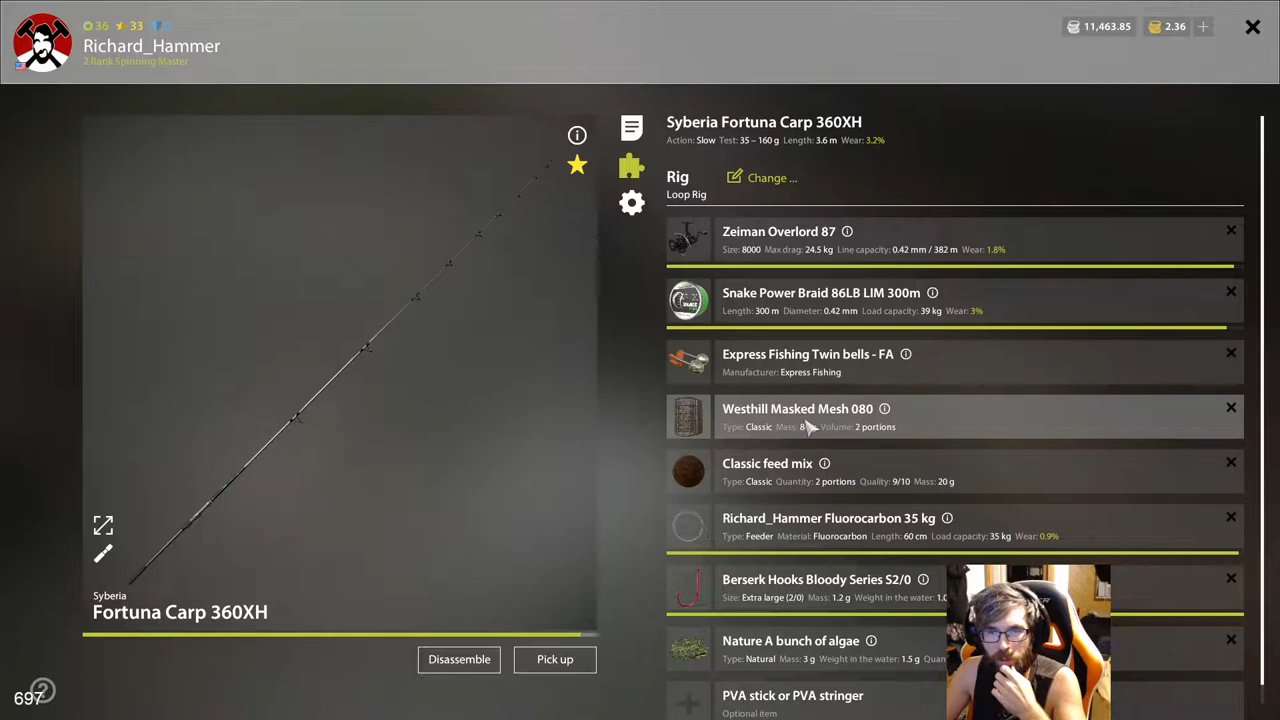 36 33
Richard_Hammer
2 Rank Spinning Master
11,463.85
2.36
Syberia Fortuna Carp 360XH
Action: Slow Test: 35 – 160 g Length: 3.6 m Wear: 3.2%
Rig
Change ...
Loop Rig
Zeiman Overlord 87
Size: 8000 Max drag: 24.5 kg Line capacity: 0.42 mm / 382 m Wear: 1.8%
Snake Power Braid 86LB LIM 300m
Length: 300 m Diameter: 0.42 mm Load capacity: 39 kg Wear: 3%
Express Fishing Twin bells - FA
Manufacturer: Express Fishing
Westhill Masked Mesh 080
Type: Classic Mass: Volume: 2 portions
Classic feed mix
Type: Classic Quantity: 2 portions Quality: 9/10 Mass: 20 g
Richard_Hammer Fluorocarbon 35 kg
Type: Feeder Material: Fluorocarbon Length: 60 cm Load capacity: 35 kg Wear: 0.9%
Berserk Hooks Bloody Series S2/0
Size: Extra large (2/0) Mass: 1.2 g Weight in the water:
Nature A bunch of algae
Type: Natural Mass: 3 g Weight in the water: 1.5 g
PVA stick or PVA stringer
Optional item
Syberia
Fortuna Carp 360XH
Disassemble
Pick up
697